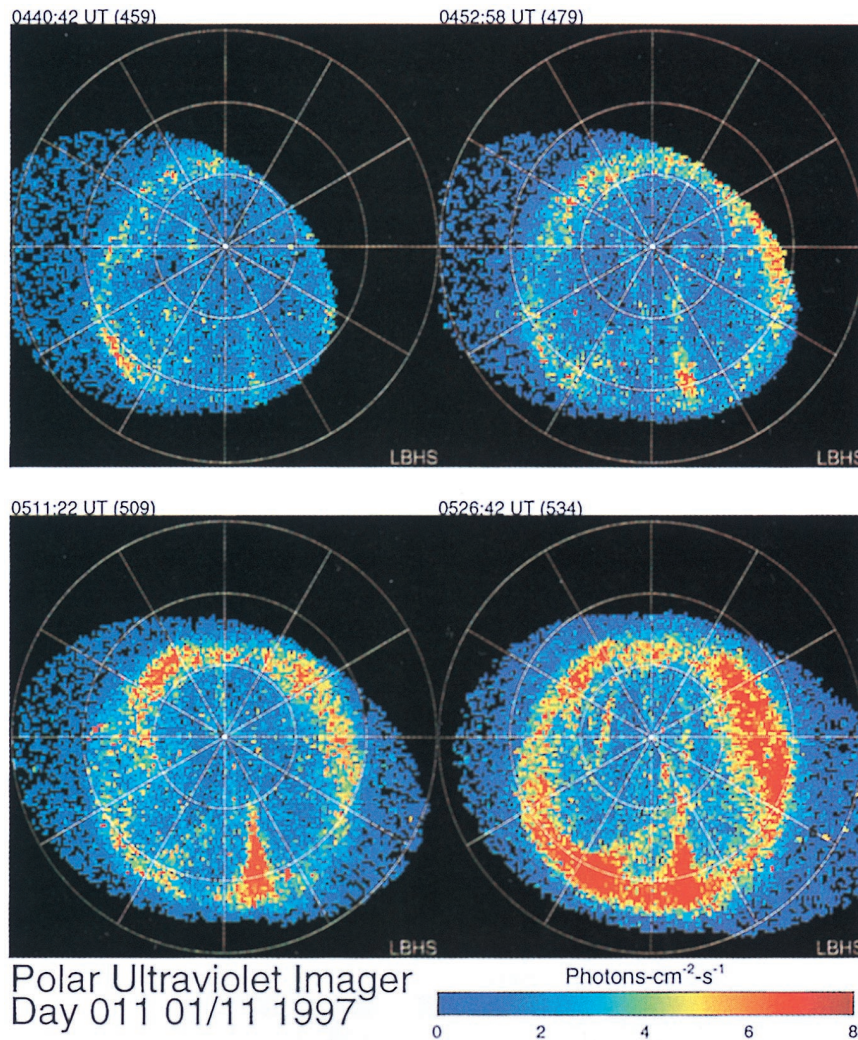 0440:42 UT (459)
0452:58 UT (479)
LBHS
LBHS
0511:22 UT (509)
0526:42 UT (534)
LBHS
LBHS
Polar Ultraviolet Imager
Day 011 01/11 1997
Photons-cm⁻²-s⁻¹
0 2 4 6 8